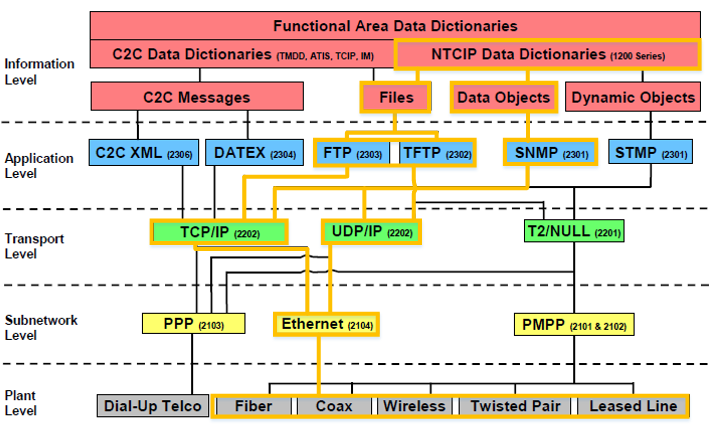 Functional Area Data Dictionaries
Information
Level
C2C Data Dictionaries (TMDD, ATIS, TCIP, IM)
NTCIP Data Dictionaries (1200 Series)
C2C Messages
Files
Data Objects
Dynamic Objects
Application
Level
C2C XML (2306)
DATEX (2304)
FTP (2303)
TFTP (2302)
SNMP (2301)
STMP (2301)
Transport
Level
TCP/IP (2202)
UDP/IP (2202)
T2/NULL (2201)
Subnetwork
Level
PPP (2103)
Ethernet (2104)
PMPP (2101 & 2102)
Plant
Level
Dial-Up Telco
Fiber
Coax
Wireless
Twisted Pair
Leased Line